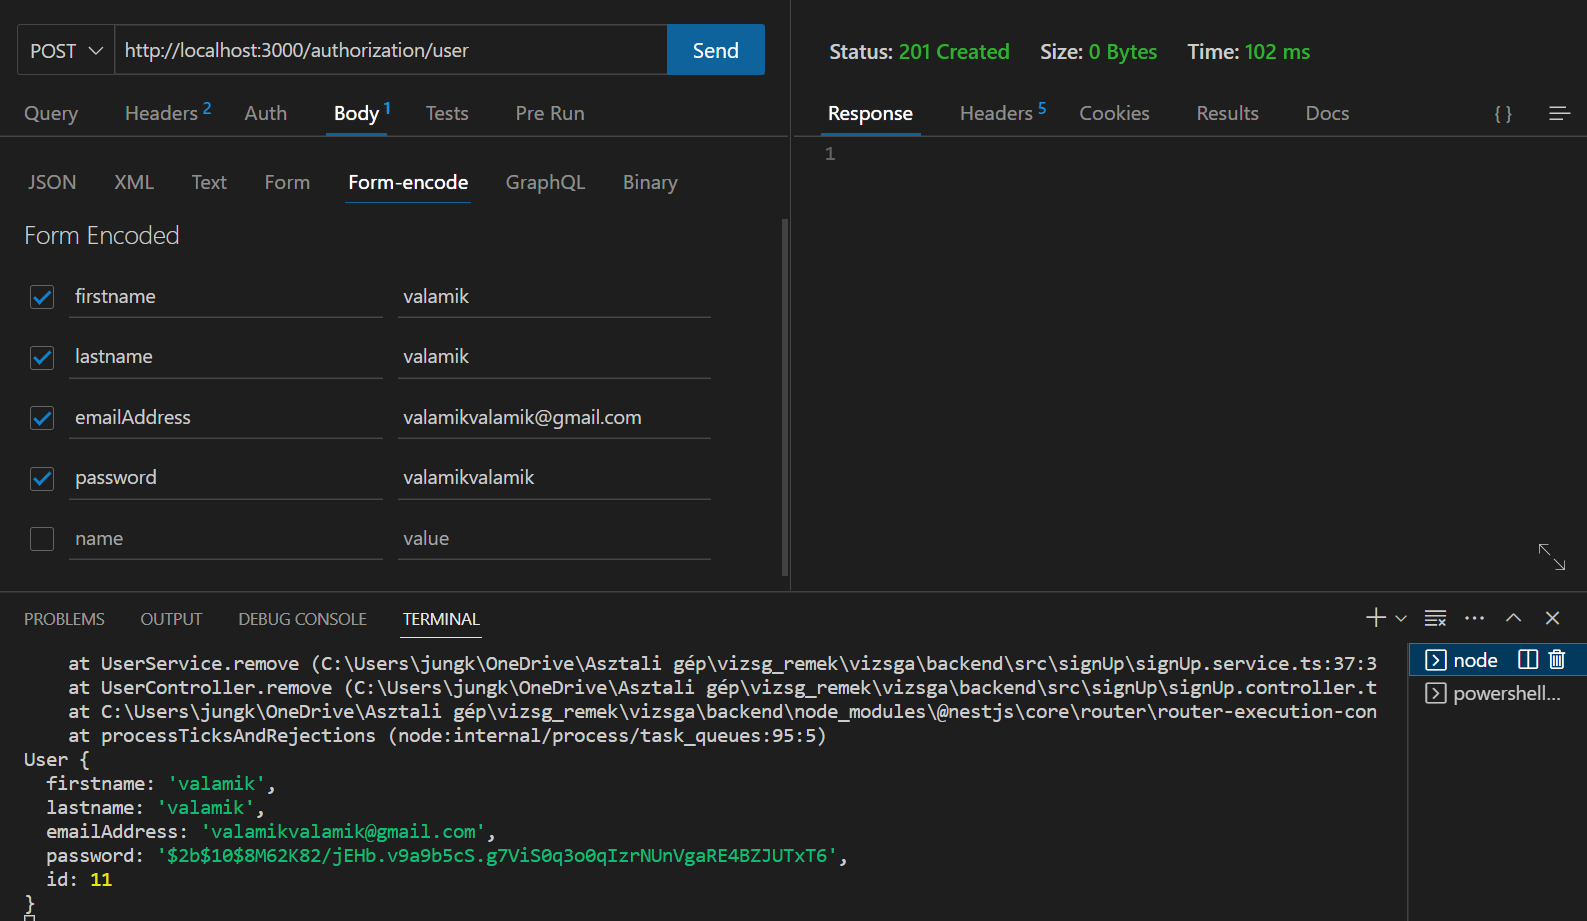 POST http://localhost:3000/authorization/user Send
Query Headers 2 Auth Body 1 Tests Pre Run
JSON XML Text Form Form-encode GraphQL Binary
Form Encoded
firstname valamik
lastname valamik
emailAddress valamikvalamik@gmail.com
password valamikvalamik
name value
Status: 201 Created Size: 0 Bytes Time: 102 ms
Response Headers 5 Cookies Results Docs { }
1
PROBLEMS OUTPUT DEBUG CONSOLE TERMINAL
at UserService.remove (C:\Users\jungk\OneDrive\Asztali gép\vizsg_remek\vizsga\backend\src\signUp\signUp.service.ts:37:3
at UserController.remove (C:\Users\jungk\OneDrive\Asztali gép\vizsg_remek\vizsga\backend\src\signUp\signUp.controller.t
at C:\Users\jungk\OneDrive\Asztali gép\vizsg_remek\vizsga\backend\node_modules\@nestjs\core\router\router-execution-con
at processTicksAndRejections (node:internal/process/task_queues:95:5)
User {
firstname: 'valamik',
lastname: 'valamik',
emailAddress: 'valamikvalamik@gmail.com',
password: '$2b$10$8M62K82/jEHb.v9a9b5cS.g7ViS0q3o0qIzrNUnVgaRE4BZJUTxT6',
id: 11
}
node
powershell...